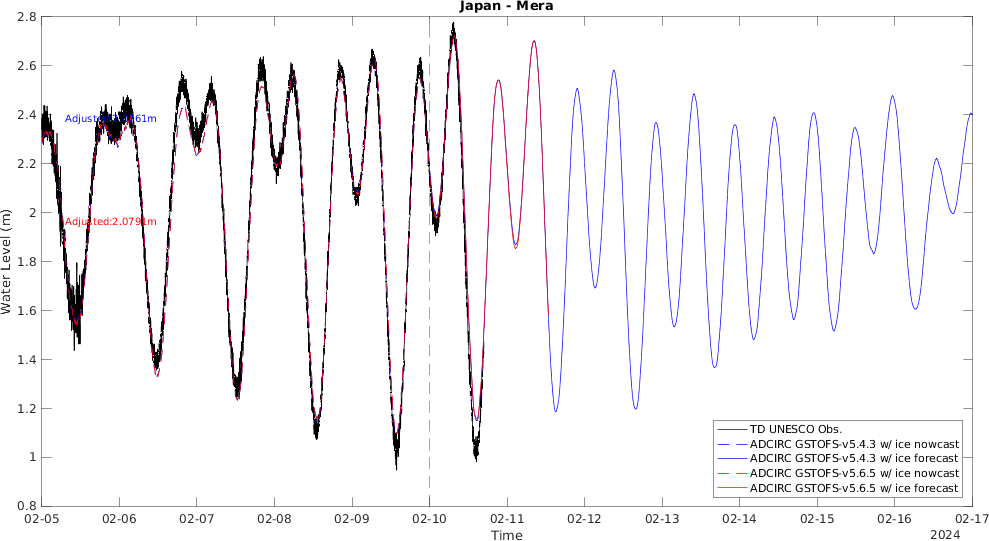 Japan - Mera
Water Level (m)
2.8
2.6
2.4
2.2
2
1.8
1.6
1.4
1.2
1
0.8
Adjusted:2.079m
TD UNESCO Obs.
ADCIRC GSTOFS-v5.4.3 w/ ice nowcast
ADCIRC GSTOFS-v5.4.3 w/ ice forecast
ADCIRC GSTOFS-v5.6.5 w/ ice nowcast
ADCIRC GSTOFS-v5.6.5 w/ ice forecast
02-05 02-06 02-07 02-08 02-09 02-10 02-11 02-12 02-13 02-14 02-15 02-16 02-17
Time
2024